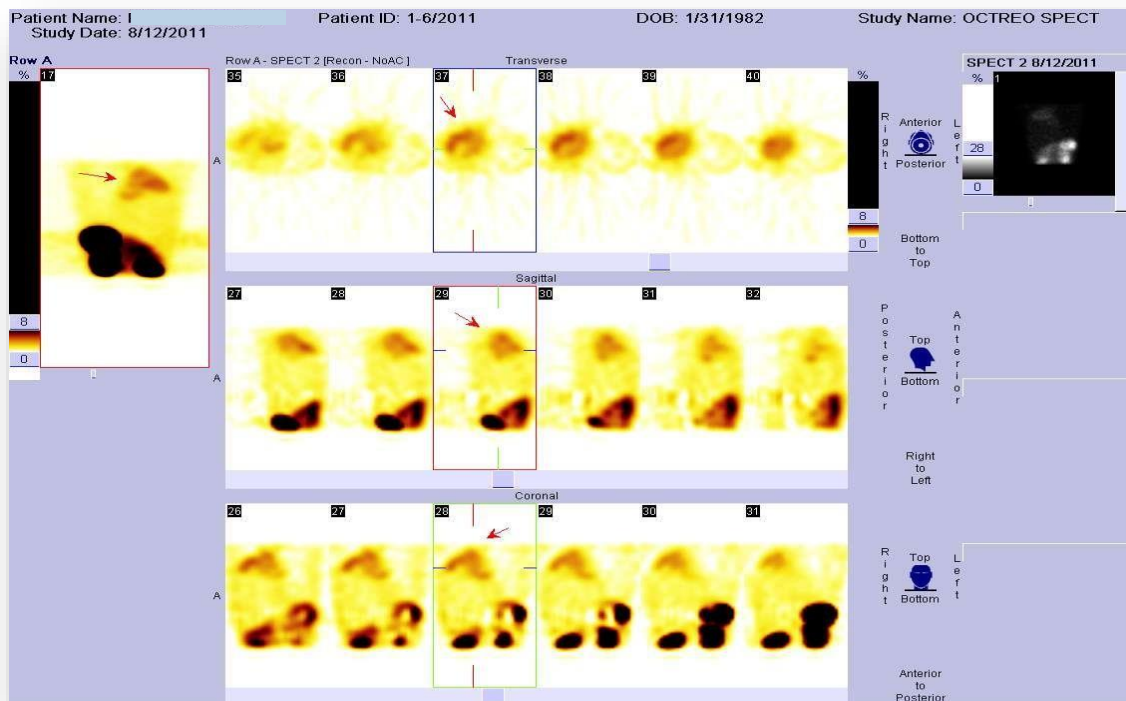 Patient Name: I Patient ID: 1-6/2011 DOB: 1/31/1982 Study Name: OCTREO SPECT
Study Date: 8/12/2011
Row A
%
17
8
0
A
Row A - SPECT 2 [Recon - NoAC ] Transverse
35 36 37 38 39 40
Sagittal
A
27 28 29 30 31 32
Coronal
A
26 27 28 29 30 31
%
8
0
Right
Anterior
Posterior
Left
Bottom
to
Top
Posterior
Top
Bottom
Anterior
Right
to
Left
Right
Top
Bottom
Left
Anterior
to
Posterior
SPECT 2 8/12/2011
%
1
28
0